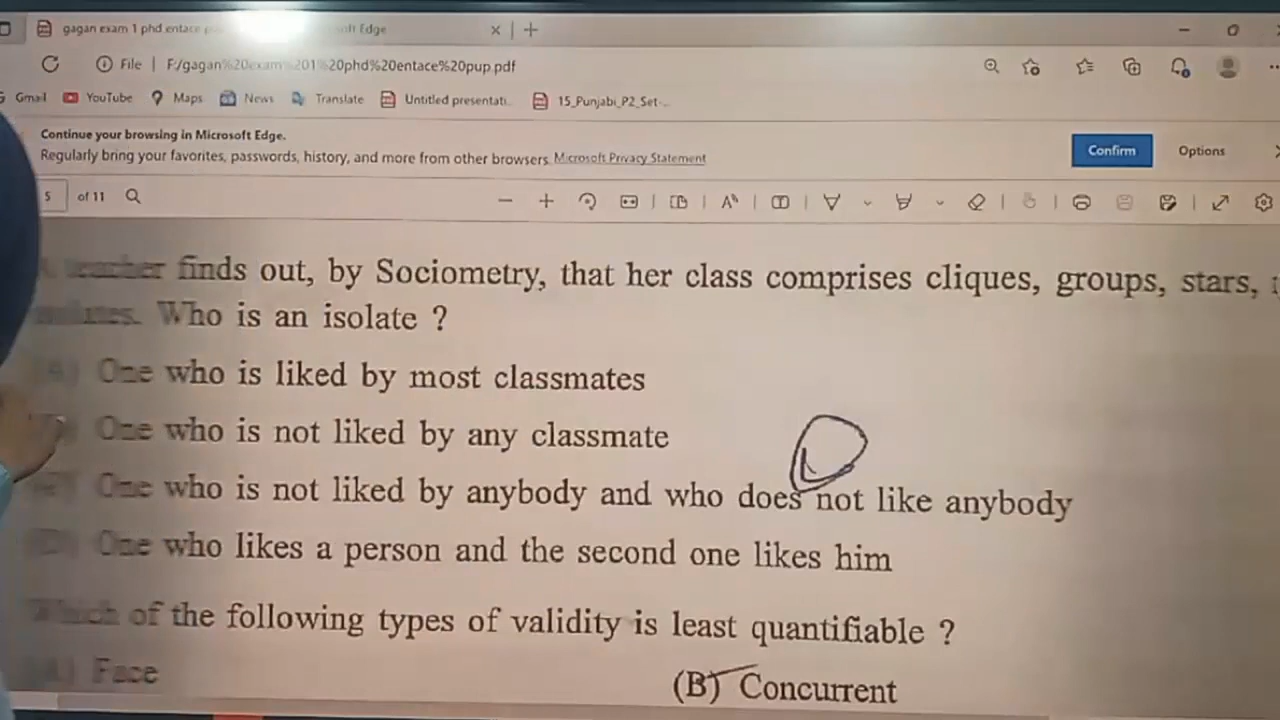 gagan exam 1 phd entace soft Edge
File F:/gagan%20exam%201%20phd%20entace%20pup.pdf
Gmail YouTube Maps News Translate Untitled presentati... 15_Punjabi_P2_Set-...
Continue your browsing in Microsoft Edge.
Regularly bring your favorites, passwords, history, and more from other browsers. Microsoft Privacy Statement
Confirm Options
5 of 11
teacher finds out, by Sociometry, that her class comprises cliques, groups, stars,
Who is an isolate ?
One who is liked by most classmates
One who is not liked by any classmate
One who is not liked by anybody and who does not like anybody
One who likes a person and the second one likes him
Which of the following types of validity is least quantifiable ?
Face (B) Concurrent